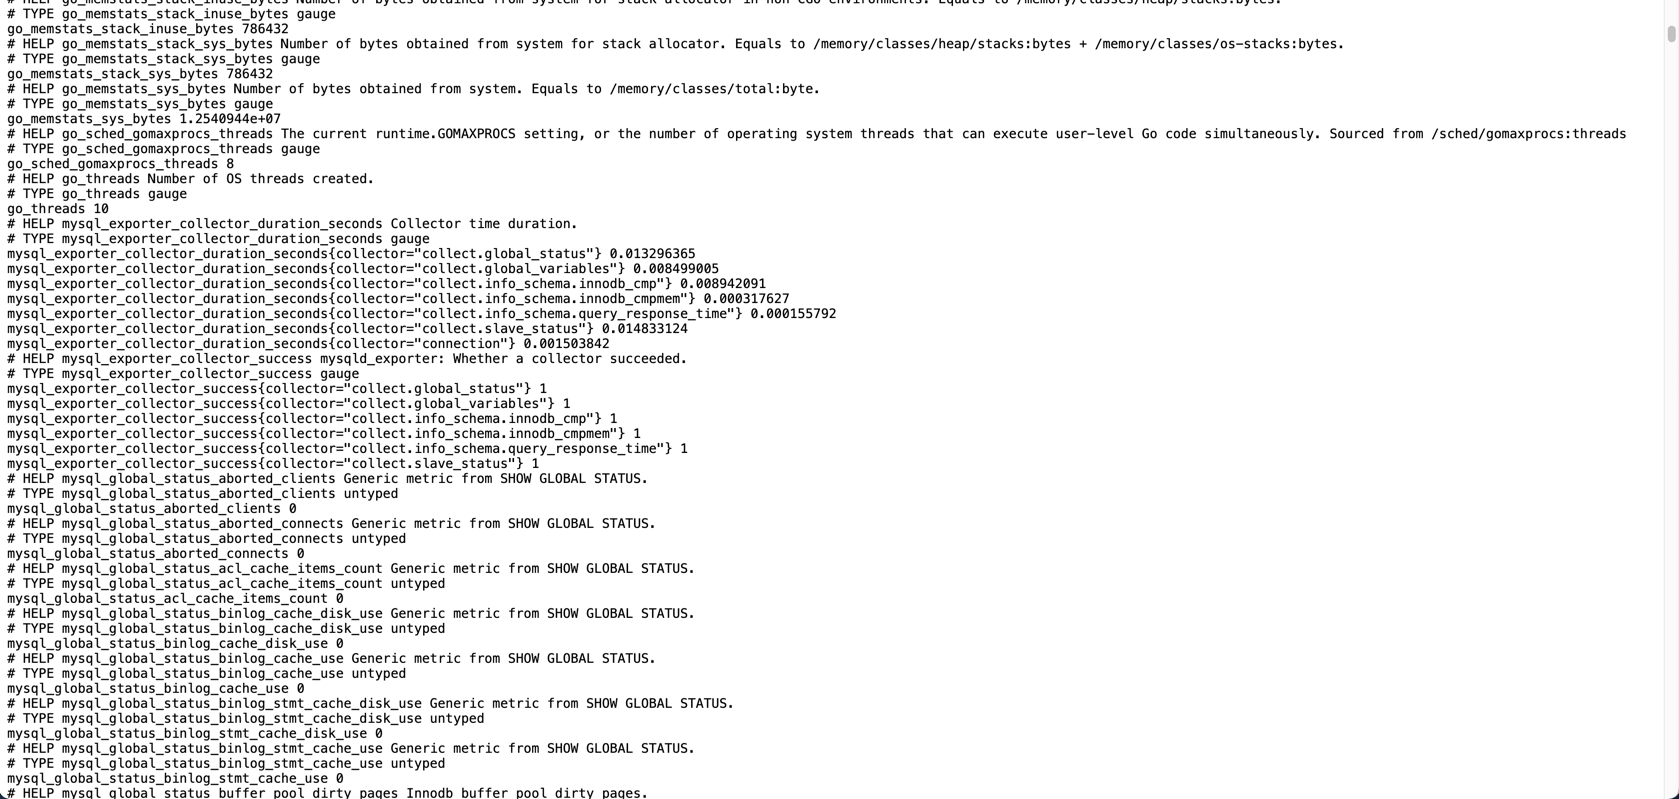 # HELP go_memstats_stack_inuse_bytes Number of bytes obtained from system for stack allocator in non-CGO environments. Equals to /memory/classes/heap/stacks:bytes.
# TYPE go_memstats_stack_inuse_bytes gauge
go_memstats_stack_inuse_bytes 786432
# HELP go_memstats_stack_sys_bytes Number of bytes obtained from system for stack allocator. Equals to /memory/classes/heap/stacks:bytes + /memory/classes/os-stacks:bytes.
# TYPE go_memstats_stack_sys_bytes gauge
go_memstats_stack_sys_bytes 786432
# HELP go_memstats_sys_bytes Number of bytes obtained from system. Equals to /memory/classes/total:byte.
# TYPE go_memstats_sys_bytes gauge
go_memstats_sys_bytes 1.2540944e+07
# HELP go_sched_gomaxprocs_threads The current runtime.GOMAXPROCS setting, or the number of operating system threads that can execute user-level Go code simultaneously. Sourced from /sched/gomaxprocs:threads
# TYPE go_sched_gomaxprocs_threads gauge
go_sched_gomaxprocs_threads 8
# HELP go_threads Number of OS threads created.
# TYPE go_threads gauge
go_threads 10
# HELP mysql_exporter_collector_duration_seconds Collector time duration.
# TYPE mysql_exporter_collector_duration_seconds gauge
mysql_exporter_collector_duration_seconds{collector="collect.global_status"} 0.013296365
mysql_exporter_collector_duration_seconds{collector="collect.global_variables"} 0.008499005
mysql_exporter_collector_duration_seconds{collector="collect.info_schema.innodb_cmp"} 0.008942091
mysql_exporter_collector_duration_seconds{collector="collect.info_schema.innodb_cmpmem"} 0.000317627
mysql_exporter_collector_duration_seconds{collector="collect.info_schema.query_response_time"} 0.000155792
mysql_exporter_collector_duration_seconds{collector="collect.slave_status"} 0.014833124
mysql_exporter_collector_duration_seconds{collector="connection"} 0.001503842
# HELP mysql_exporter_collector_success mysqld_exporter: Whether a collector succeeded.
# TYPE mysql_exporter_collector_success gauge
mysql_exporter_collector_success{collector="collect.global_status"} 1
mysql_exporter_collector_success{collector="collect.global_variables"} 1
mysql_exporter_collector_success{collector="collect.info_schema.innodb_cmp"} 1
mysql_exporter_collector_success{collector="collect.info_schema.innodb_cmpmem"} 1
mysql_exporter_collector_success{collector="collect.info_schema.query_response_time"} 1
mysql_exporter_collector_success{collector="collect.slave_status"} 1
# HELP mysql_global_status_aborted_clients Generic metric from SHOW GLOBAL STATUS.
# TYPE mysql_global_status_aborted_clients untyped
mysql_global_status_aborted_clients 0
# HELP mysql_global_status_aborted_connects Generic metric from SHOW GLOBAL STATUS.
# TYPE mysql_global_status_aborted_connects untyped
mysql_global_status_aborted_connects 0
# HELP mysql_global_status_acl_cache_items_count Generic metric from SHOW GLOBAL STATUS.
# TYPE mysql_global_status_acl_cache_items_count untyped
mysql_global_status_acl_cache_items_count 0
# HELP mysql_global_status_binlog_cache_disk_use Generic metric from SHOW GLOBAL STATUS.
# TYPE mysql_global_status_binlog_cache_disk_use untyped
mysql_global_status_binlog_cache_disk_use 0
# HELP mysql_global_status_binlog_cache_use Generic metric from SHOW GLOBAL STATUS.
# TYPE mysql_global_status_binlog_cache_use untyped
mysql_global_status_binlog_cache_use 0
# HELP mysql_global_status_binlog_stmt_cache_disk_use Generic metric from SHOW GLOBAL STATUS.
# TYPE mysql_global_status_binlog_stmt_cache_disk_use untyped
mysql_global_status_binlog_stmt_cache_disk_use 0
# HELP mysql_global_status_binlog_stmt_cache_use Generic metric from SHOW GLOBAL STATUS.
# TYPE mysql_global_status_binlog_stmt_cache_use untyped
mysql_global_status_binlog_stmt_cache_use 0
# HELP mysql_global_status_buffer_pool_dirty_pages Innodb buffer pool dirty pages.